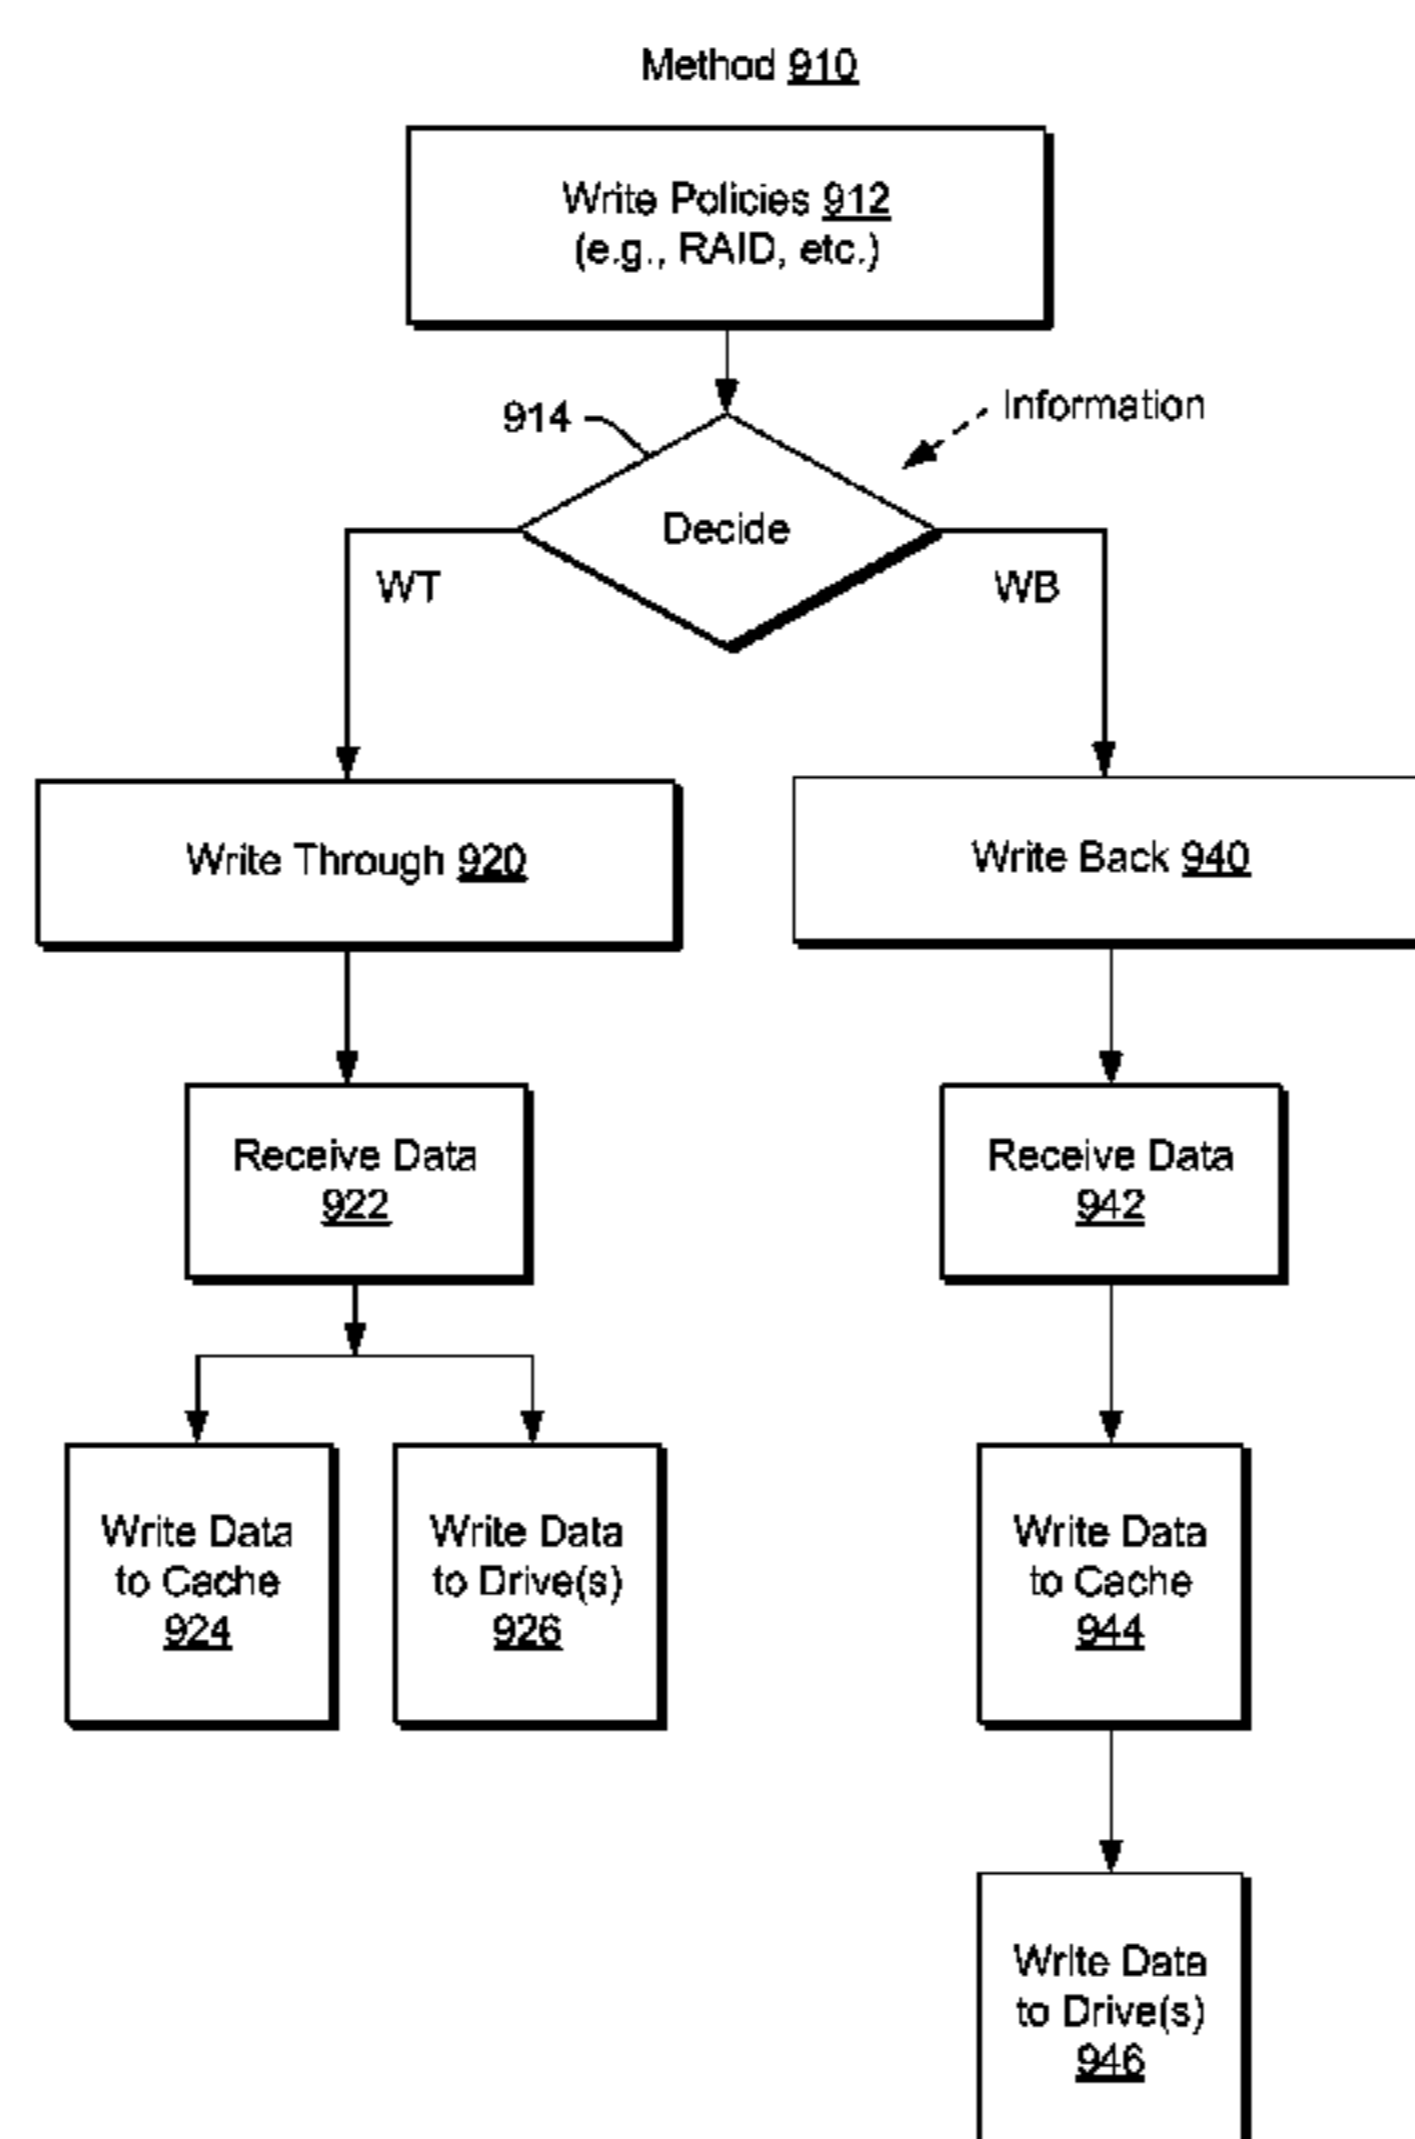 Method 910
Write Policies 912
(e.g., RAID, etc.)
914
Information
Decide
WT
WB
Write Through 920
Write Back 940
Receive Data
922
Receive Data
942
Write Data
to Cache
924
Write Data
to Drive(s)
926
Write Data
to Cache
944
Write Data
to Drive(s)
946